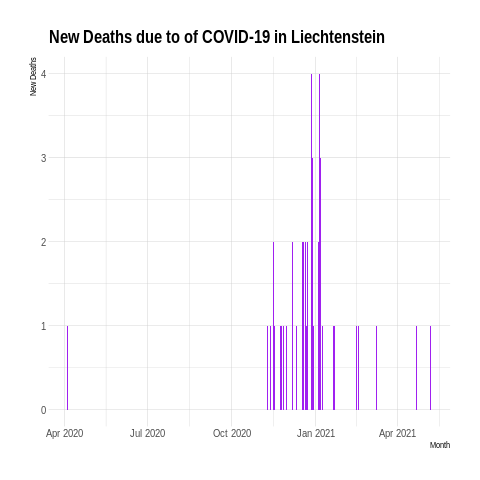 New Deaths due to of COVID-19 in Liechtenstein
New Deaths
4
3
2
1
0
Apr 2020 Jul 2020 Oct 2020 Jan 2021 Apr 2021
Month